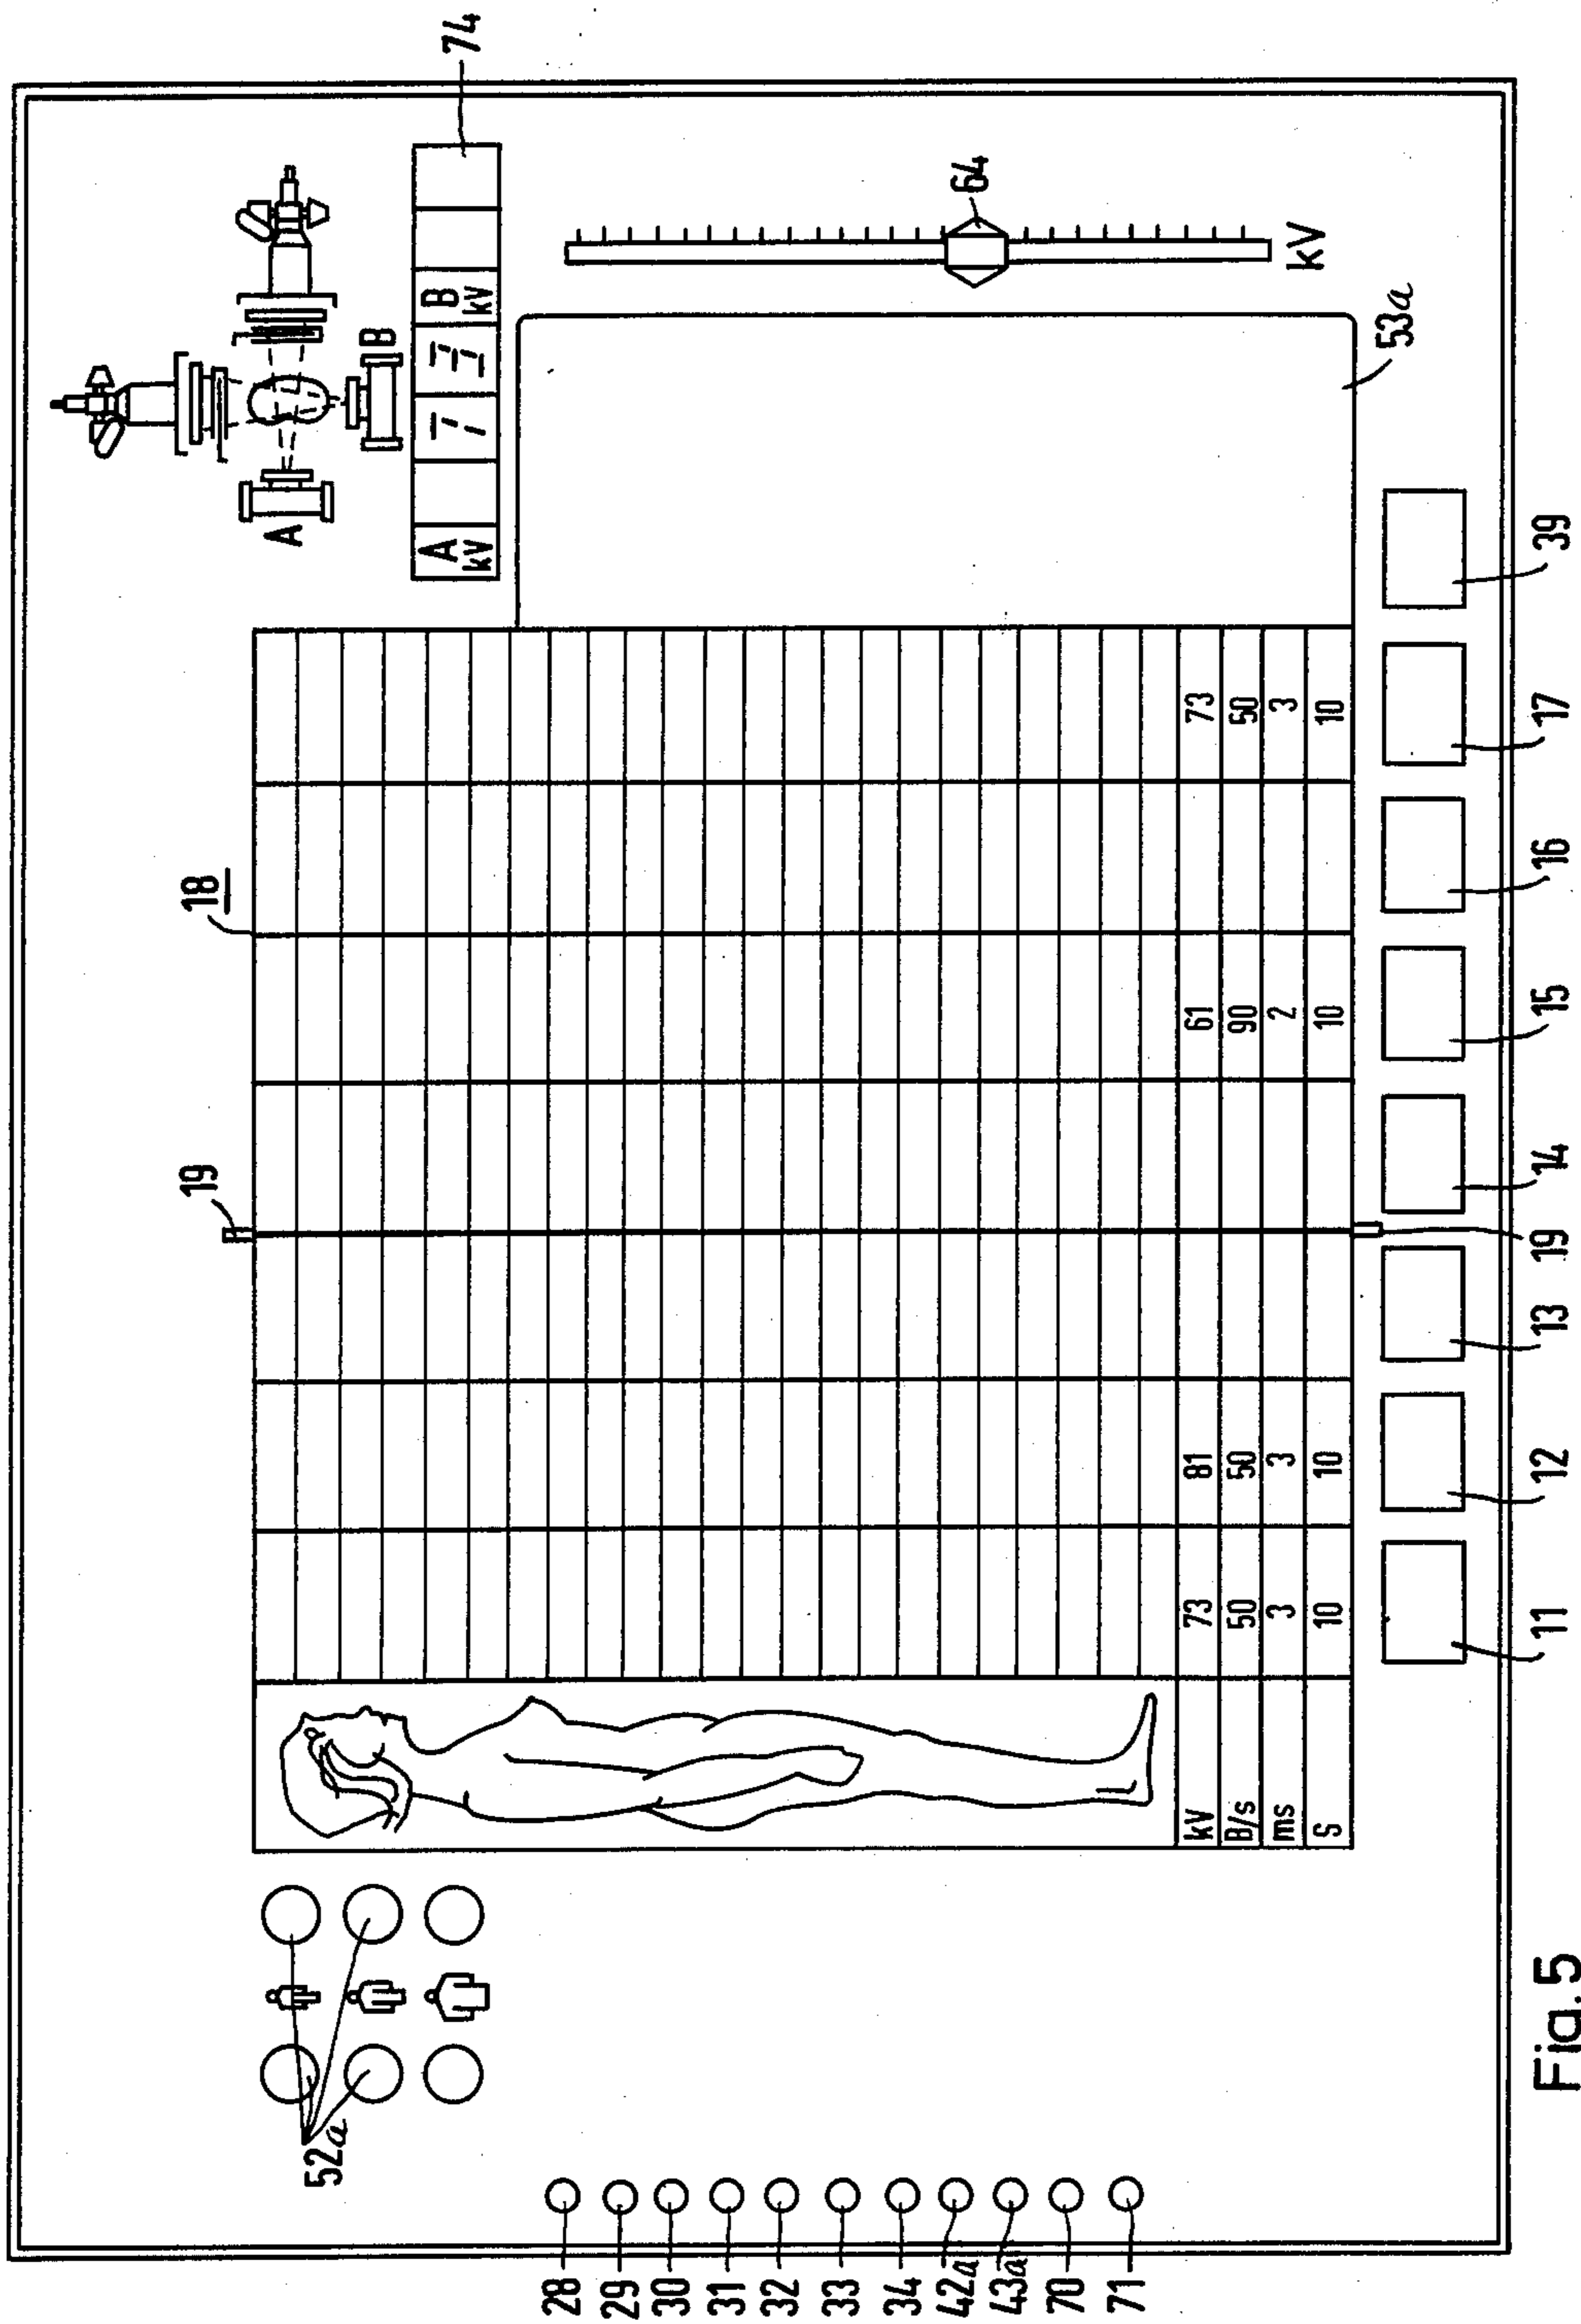 19
18
A
52a
B
74
A kV 7 3 B kV
28
29
30
31
32
33
34
42a
64
43a
70
71
kV 73 81 61 73
B/s 50 50 90 50
ms 3 3 2 3
S 10 10 10 10
kV
53a
11 12 13 19 14 15 16 17 39
Fig. 5